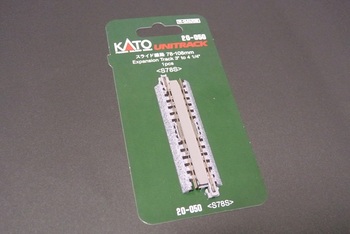 20-050
KATO UNITRACK
スライド線路 78-108mm
Expansion Track 3" to 4 1/4"
1pcs
<S78S>
20-050
<S78S>